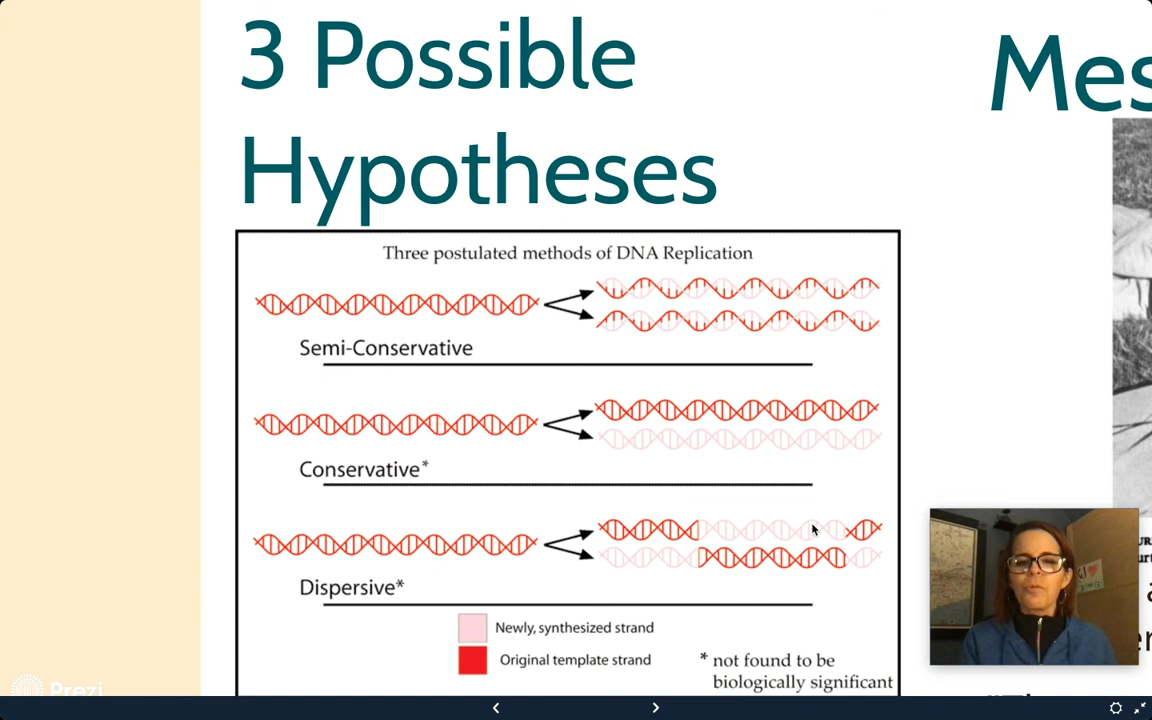 3 Possible
Hypotheses
Mes
Three postulated methods of DNA Replication
Semi-Conservative
Conservative*
Dispersive*
Newly, synthesized strand
Original template strand
* not found to be
biologically significant
Prezi